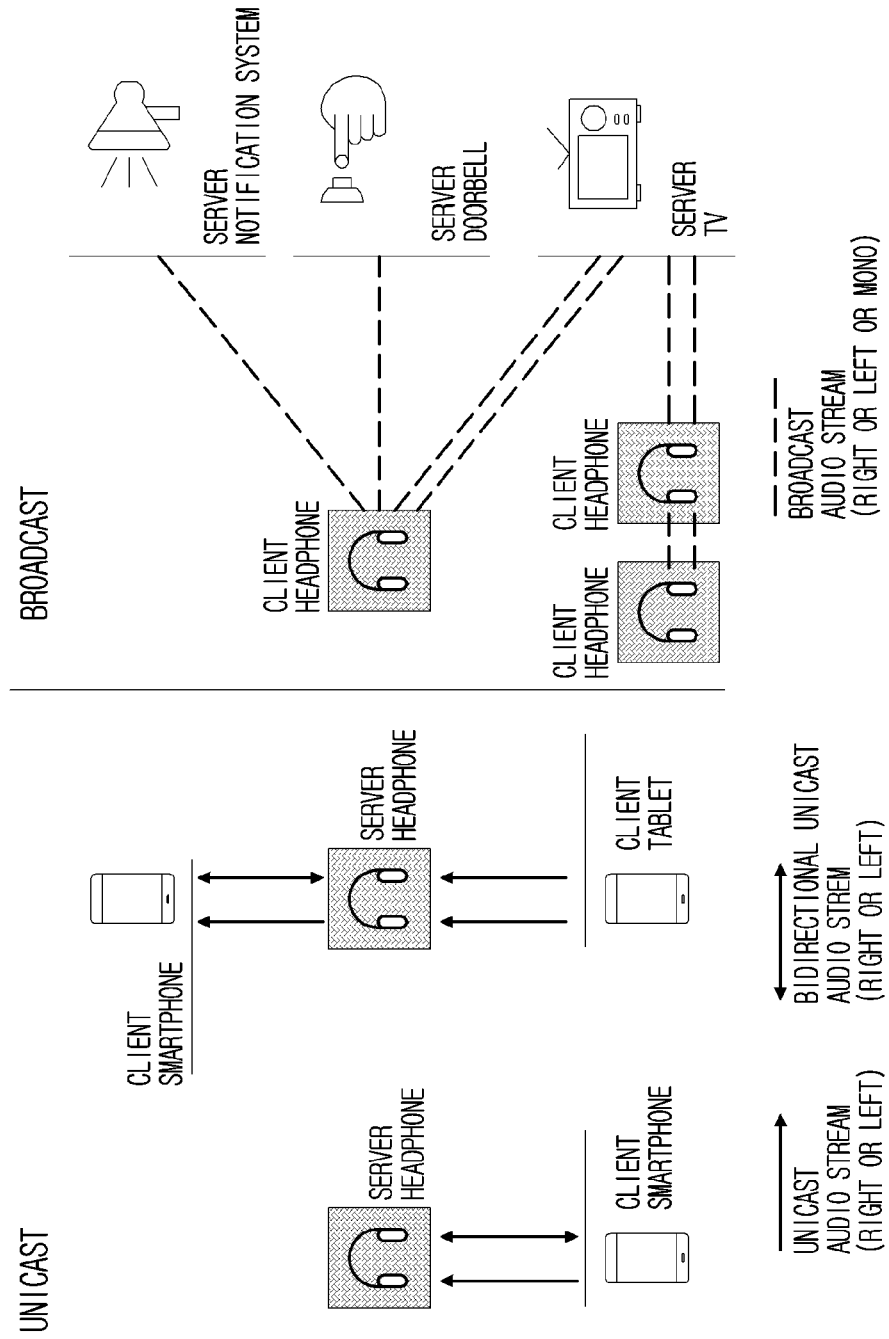 UNICAST
SERVER
HEADPHONE
CLIENT
SMARTPHONE
CLIENT
SMARTPHONE
SERVER
HEADPHONE
CLIENT
TABLET
UNICAST
AUDIO STREAM
(RIGHT OR LEFT)
BIDIRECTIONAL UNICAST
AUDIO STREM
(RIGHT OR LEFT)
BROADCAST
CLIENT
HEADPHONE
CLIENT
HEADPHONE
CLIENT
HEADPHONE
SERVER
NOTIFICATION SYSTEM
SERVER
DOORBELL
SERVER
TV
BROADCAST
AUDIO STREAM
(RIGHT OR LEFT OR MONO)